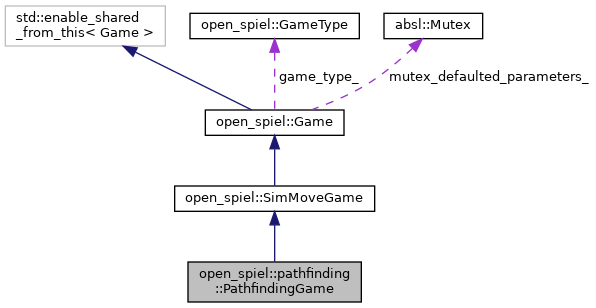 std::enable_shared
_from_this< Game >
open_spiel::GameType
absl::Mutex
game_type_
mutex_defaulted_parameters_
open_spiel::Game
open_spiel::SimMoveGame
open_spiel::pathfinding
::PathfindingGame